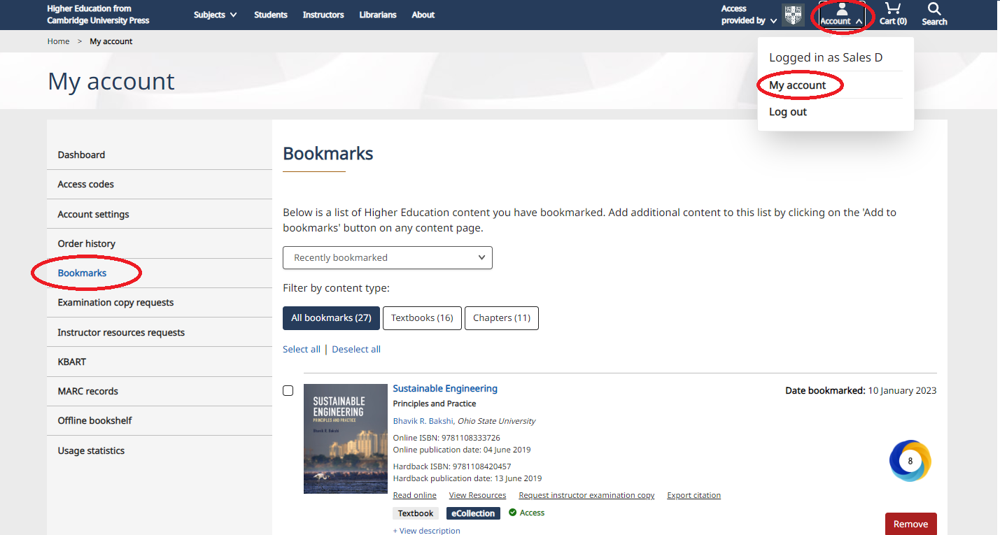 Higher Education from
Cambridge University Press
Subjects
Students
Instructors
Librarians
About
Access
provided by
Account
Cart (0)
Search
Home > My account
Logged in as Sales D
My account
Log out
My account
Dashboard
Access codes
Account settings
Order history
Bookmarks
Examination copy requests
Instructor resources requests
KBART
MARC records
Offline bookshelf
Usage statistics
Bookmarks
Below is a list of Higher Education content you have bookmarked. Add additional content to this list by clicking on the 'Add to
bookmarks' button on any content page.
Recently bookmarked
Filter by content type:
All bookmarks (27)
Textbooks (16)
Chapters (11)
Select all | Deselect all
SUSTAINABLE
ENGINEERING
PRINCIPLES AND PRACTICE
Bhavik R. Bakshi
Sustainable Engineering
Date bookmarked: 10 January 2023
Principles and Practice
Bhavik R. Bakshi, Ohio State University
Online ISBN: 9781108333726
Online publication date: 04 June 2019
Hardback ISBN: 9781108420457
Hardback publication date: 13 June 2019
8
Read online View Resources Request instructor examination copy Export citation
Textbook eCollection Access
Remove
+ View description